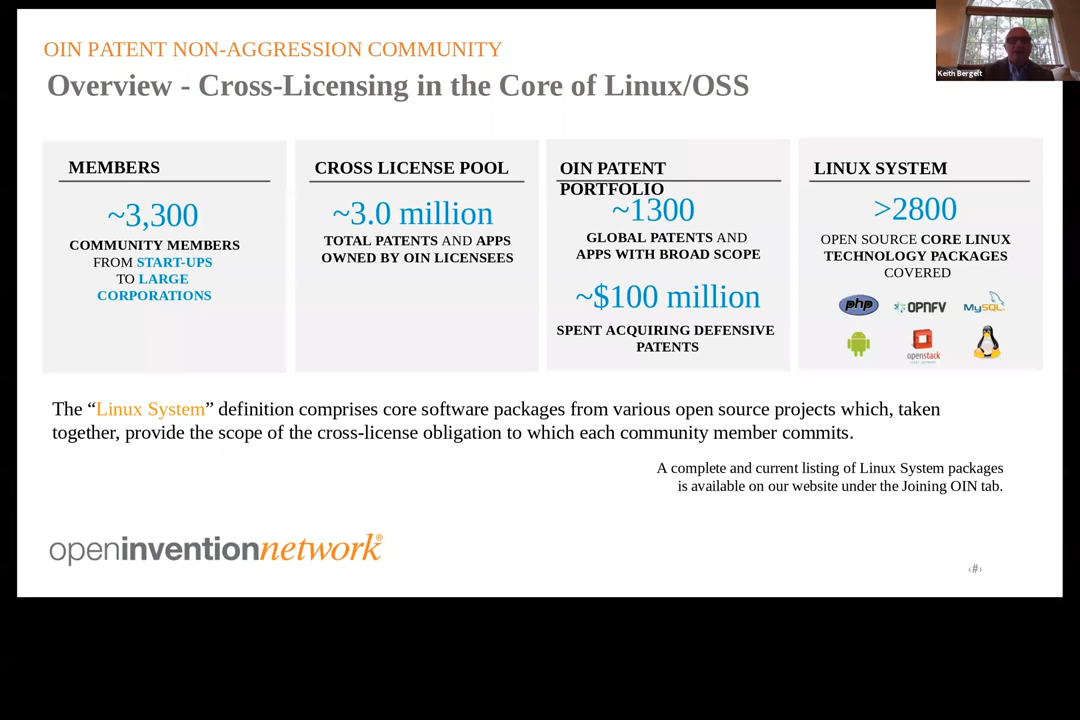 OIN PATENT NON-AGGRESSION COMMUNITY
Overview - Cross-Licensing in the Core of Linux/OSS
Keith Bergelt
MEMBERS
~3,300
COMMUNITY MEMBERS
FROM START-UPS
TO LARGE
CORPORATIONS
CROSS LICENSE POOL
~3.0 million
TOTAL PATENTS AND APPS
OWNED BY OIN LICENSEES
OIN PATENT
PORTFOLIO
~1300
GLOBAL PATENTS AND
APPS WITH BROAD SCOPE
~$100 million
SPENT ACQUIRING DEFENSIVE
PATENTS
LINUX SYSTEM
>2800
OPEN SOURCE CORE LINUX
TECHNOLOGY PACKAGES
COVERED
php
OPNFV
MySQL
openstack
The “Linux System” definition comprises core software packages from various open source projects which, taken
together, provide the scope of the cross-license obligation to which each community member commits.
A complete and current listing of Linux System packages
is available on our website under the Joining OIN tab.
openinventionnetwork®
‹#›